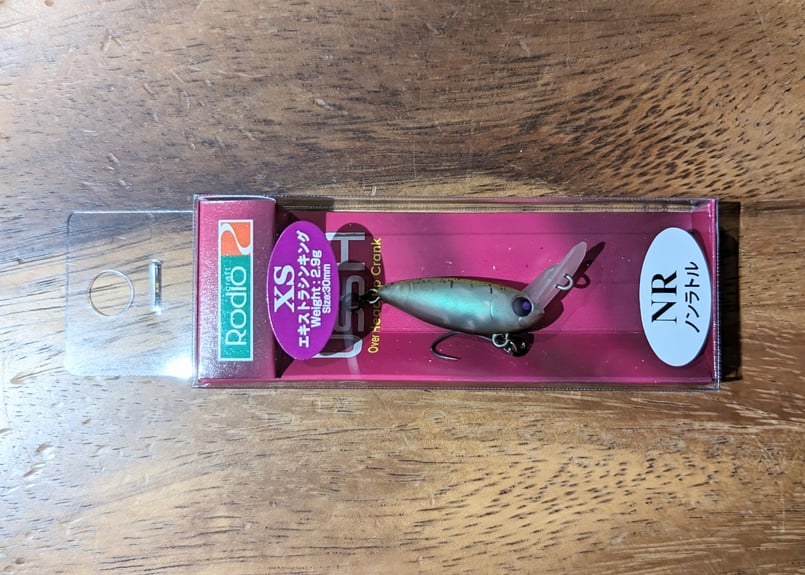 Rodio
craft
XS
エキストラシンキング
Weight : 2.9g
Size:30mm
Crank
NR
ノンラトル